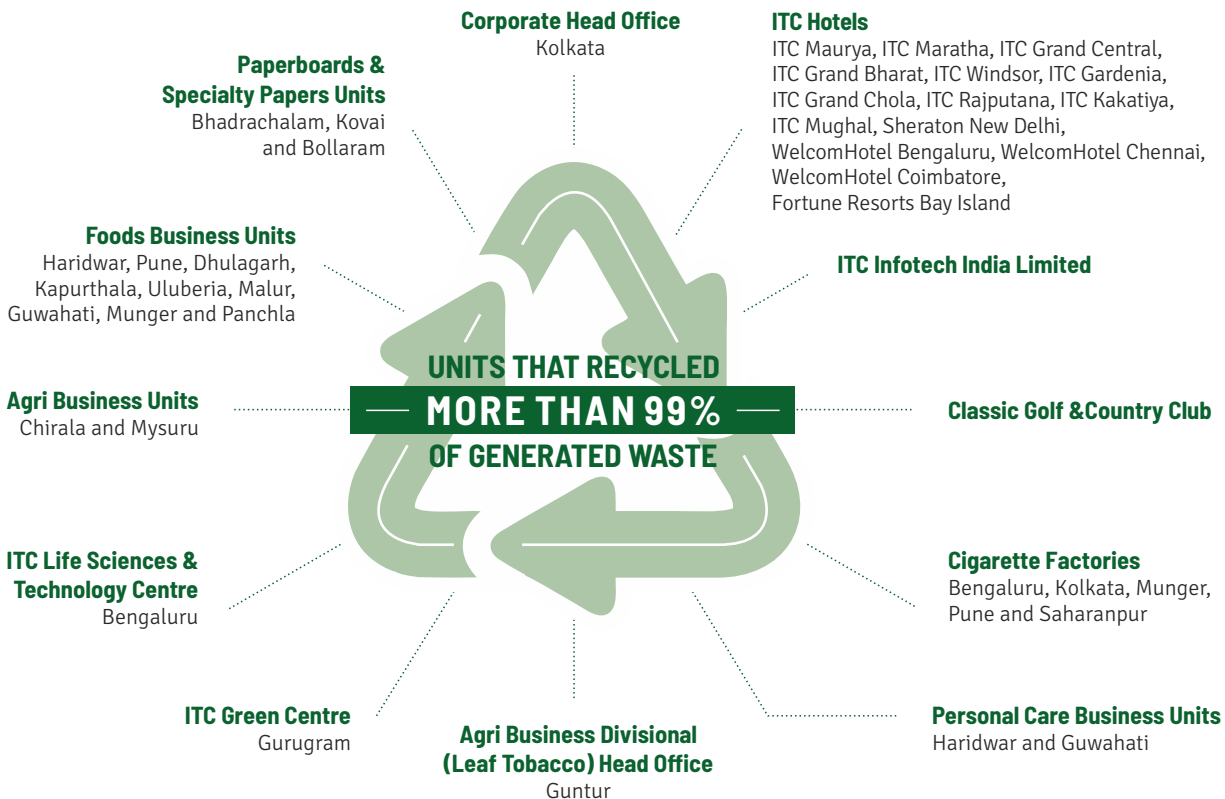 Corporate Head Office
Kolkata
ITC Hotels
ITC Maurya, ITC Maratha, ITC Grand Central,
ITC Grand Bharat, ITC Windsor, ITC Gardenia,
ITC Grand Chola, ITC Rajputana, ITC Kakatiya,
ITC Mughal, Sheraton New Delhi,
WelcomHotel Bengaluru, WelcomHotel Chennai,
WelcomHotel Coimbatore,
Fortune Resorts Bay Island
Paperboards &
Specialty Papers Units
Bhadrachalam, Kovai
and Bollaram
Foods Business Units
Haridwar, Pune, Dhulagarh,
Kapurthala, Uluberia, Malur,
Guwahati, Munger and Panchla
ITC Infotech India Limited
UNITS THAT RECYCLED
MORE THAN 99%
OF GENERATED WASTE
Agri Business Units
Chirala and Mysuru
Classic Golf &Country Club
ITC Life Sciences &
Technology Centre
Bengaluru
Cigarette Factories
Bengaluru, Kolkata, Munger,
Pune and Saharanpur
ITC Green Centre
Gurugram
Agri Business Divisional
(Leaf Tobacco) Head Office
Guntur
Personal Care Business Units
Haridwar and Guwahati